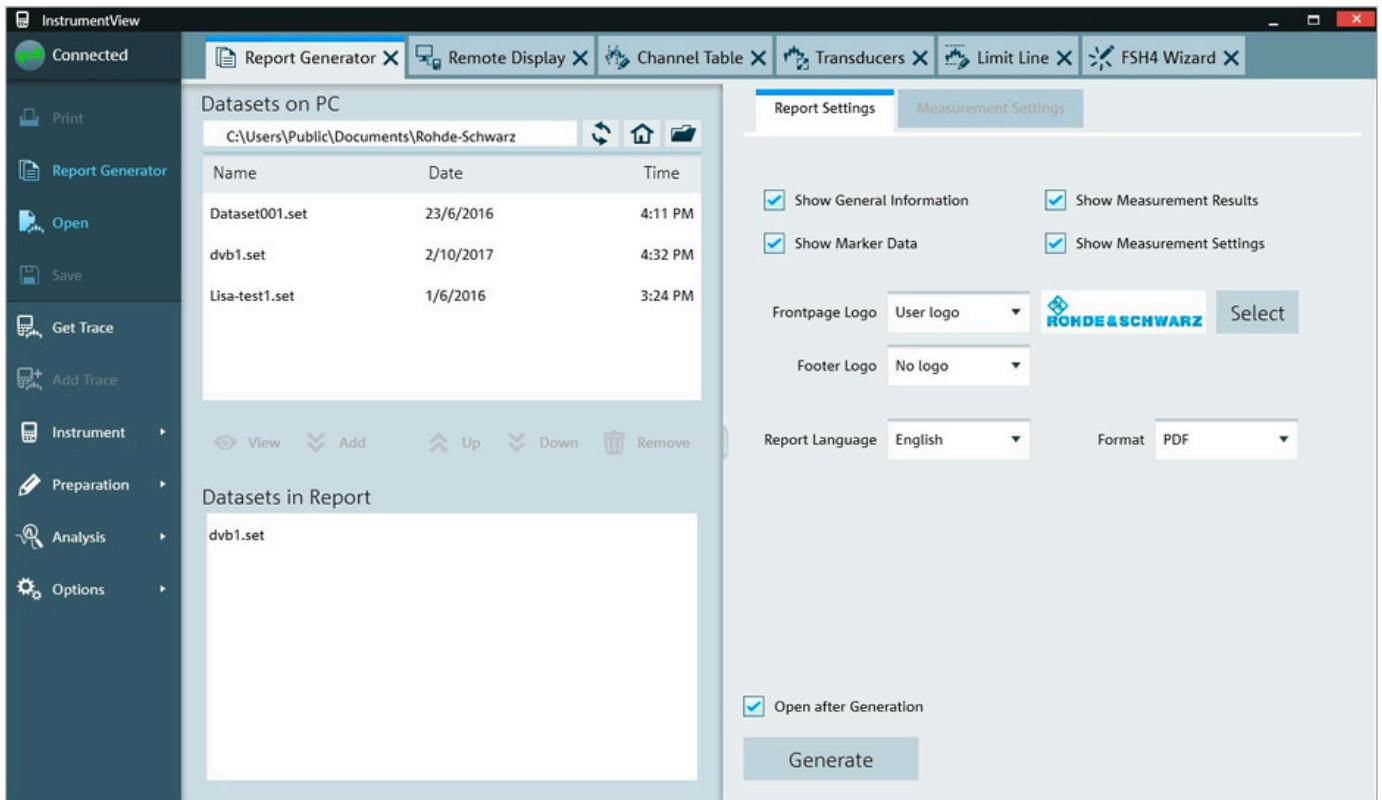 InstrumentView
Connected
Report Generator
Remote Display
Channel Table
Transducers
Limit Line
FSH4 Wizard
Print
Report Generator
Open
Save
Get Trace
Add Trace
Instrument
Preparation
Analysis
Options
Datasets on PC
C:\Users\Public\Documents\Rohde-Schwarz
Name Date Time
Dataset001.set 23/6/2016 4:11 PM
dvb1.set 2/10/2017 4:32 PM
Lisa-test1.set 1/6/2016 3:24 PM
View Add Up Down Remove
Datasets in Report
dvb1.set
Report Settings Measurement Settings
Show General Information Show Measurement Results
Show Marker Data Show Measurement Settings
Frontpage Logo User logo ROHDE&SCHWARZ Select
Footer Logo No logo
Report Language English Format PDF
Open after Generation
Generate